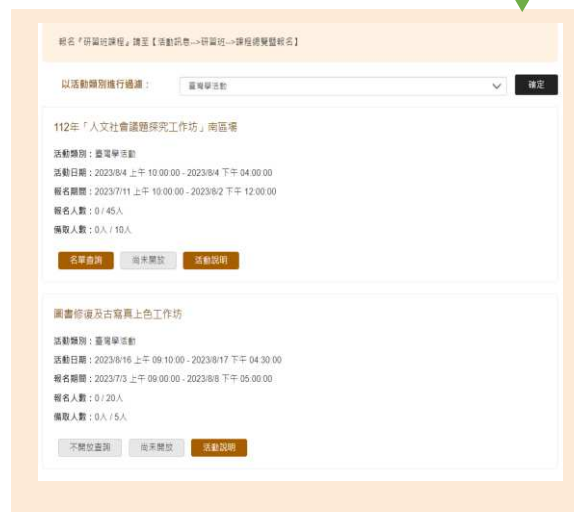 報名『研習班課程』請至【活動訊息-->研習班-->課程總覽暨報名】
以活動類別進行過濾： 臺灣學活動 確定
112年「人文社會議題探究工作坊」南區場
活動類別：臺灣學活動
活動日期：2023/8/4 上午 10:00:00 - 2023/8/4 下午 04:00:00
報名期間：2023/7/11 上午 10:00:00 - 2023/8/2 下午 12:00:00
報名人數：0 / 45人
備取人數：0人 / 10人
名單查詢 尚未開放 活動說明
圖書修復及古寫真上色工作坊
活動類別：臺灣學活動
活動日期：2023/8/16 上午 09:10:00 - 2023/8/17 下午 04:30:00
報名期間：2023/7/3 上午 09:00:00 - 2023/8/8 下午 05:00:00
報名人數：0 / 20人
備取人數：0人 / 5人
不開放查詢 尚未開放 活動說明